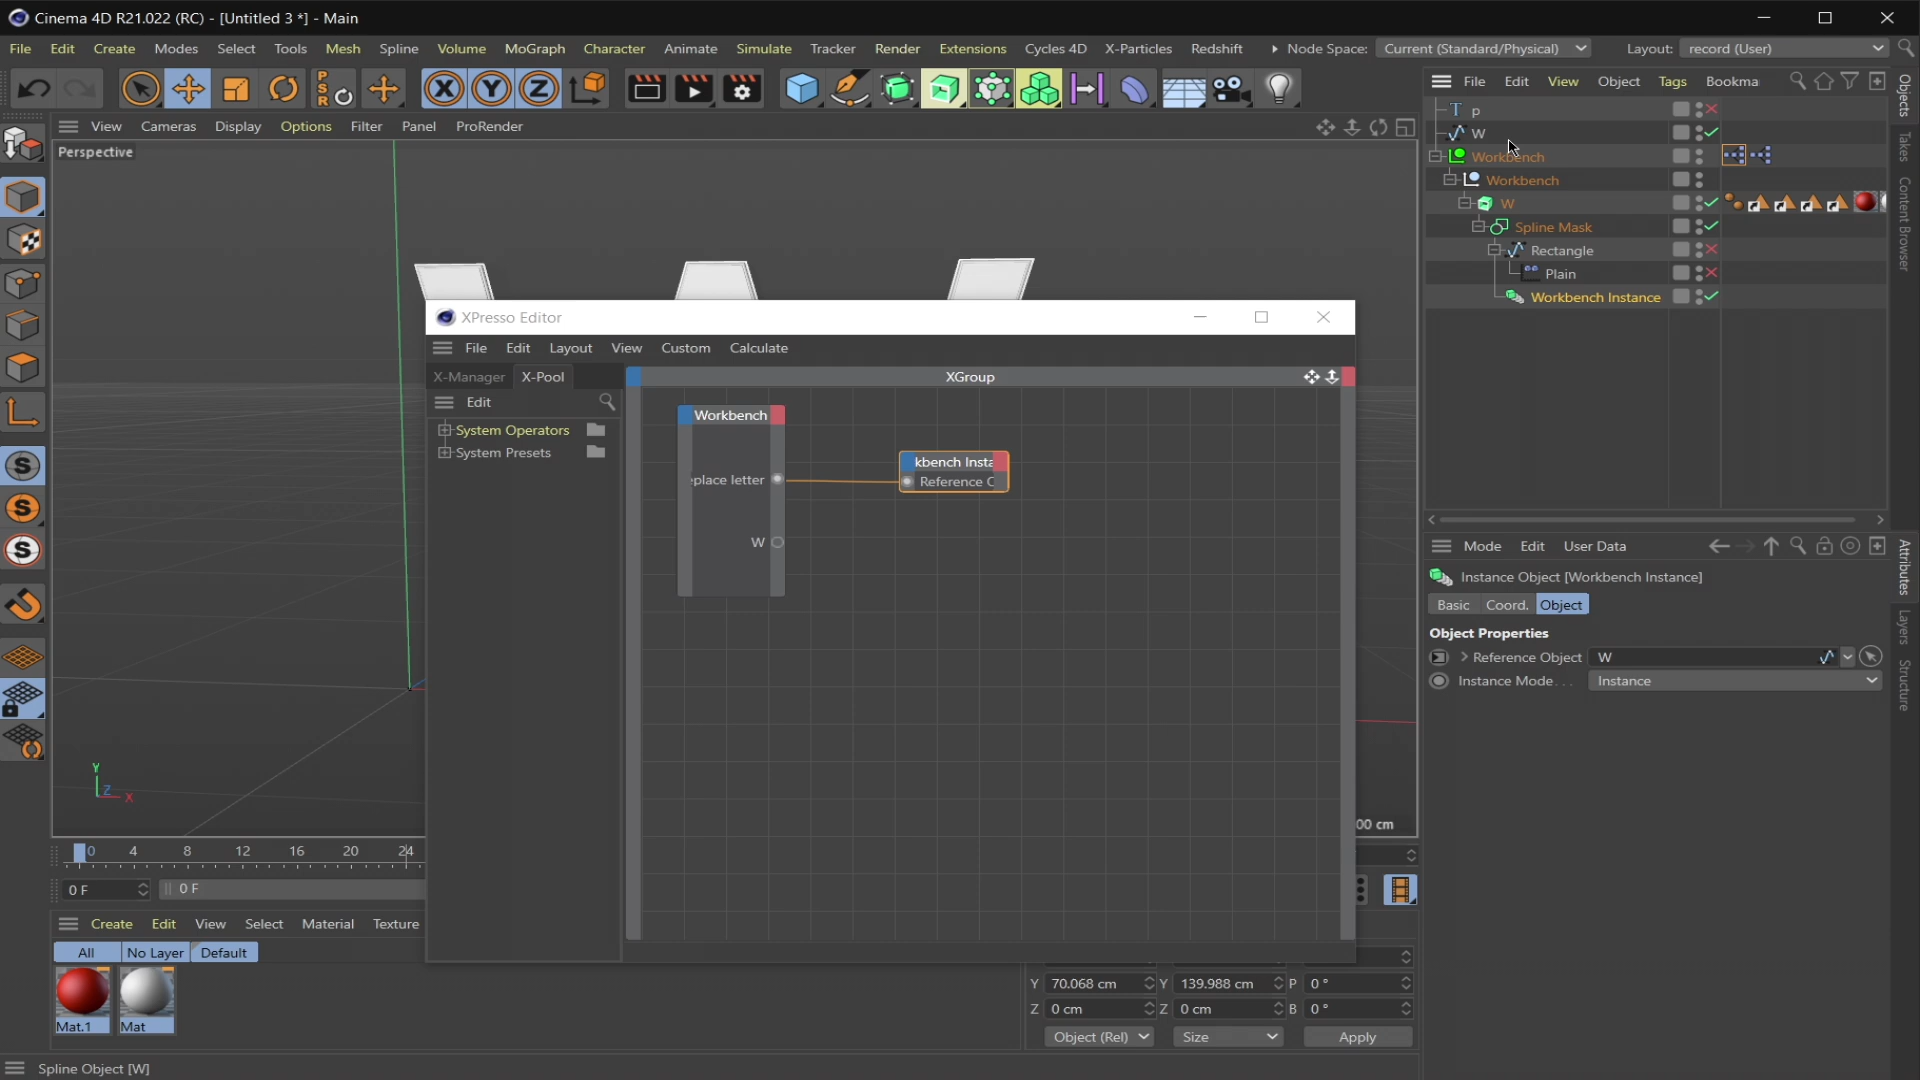 Cinema 4D R21.022 (RC) - [Untitled 3 *] - Main
File Edit Create Modes Select Tools Mesh Spline Volume MoGraph Character Animate Simulate Tracker Render Extensions Cycles 4D X-Particles Redshift Node Space: Current (Standard/Physical) Layout: record (User)
P
S
R
X Y Z
File Edit View Object Tags Bookma
View Cameras Display Options Filter Panel ProRender
Perspective
p
W
Workbench
Workbench
W
Spline Mask
Rectangle
Plain
Workbench Instance
Objects
Takes
Content Browser
XPresso Editor
File Edit Layout View Custom Calculate
X-Manager X-Pool
XGroup
Edit
System Operators
System Presets
Workbench
place letter
W
kbench Insta
Reference C
Mode Edit User Data
Instance Object [Workbench Instance]
Basic Coord. Object
Object Properties
Reference Object W
Instance Mode . . . Instance
Attributes
Layers
Structure
Y
Z
X
00 cm
0 4 8 12 16 20 24
0 F 0 F
Create Edit View Select Material Texture
All No Layer Default
Mat.1 Mat
Y 70.068 cm Y 139.988 cm P 0 °
Z 0 cm Z 0 cm B 0 °
Object (Rel) Size Apply
Spline Object [W]